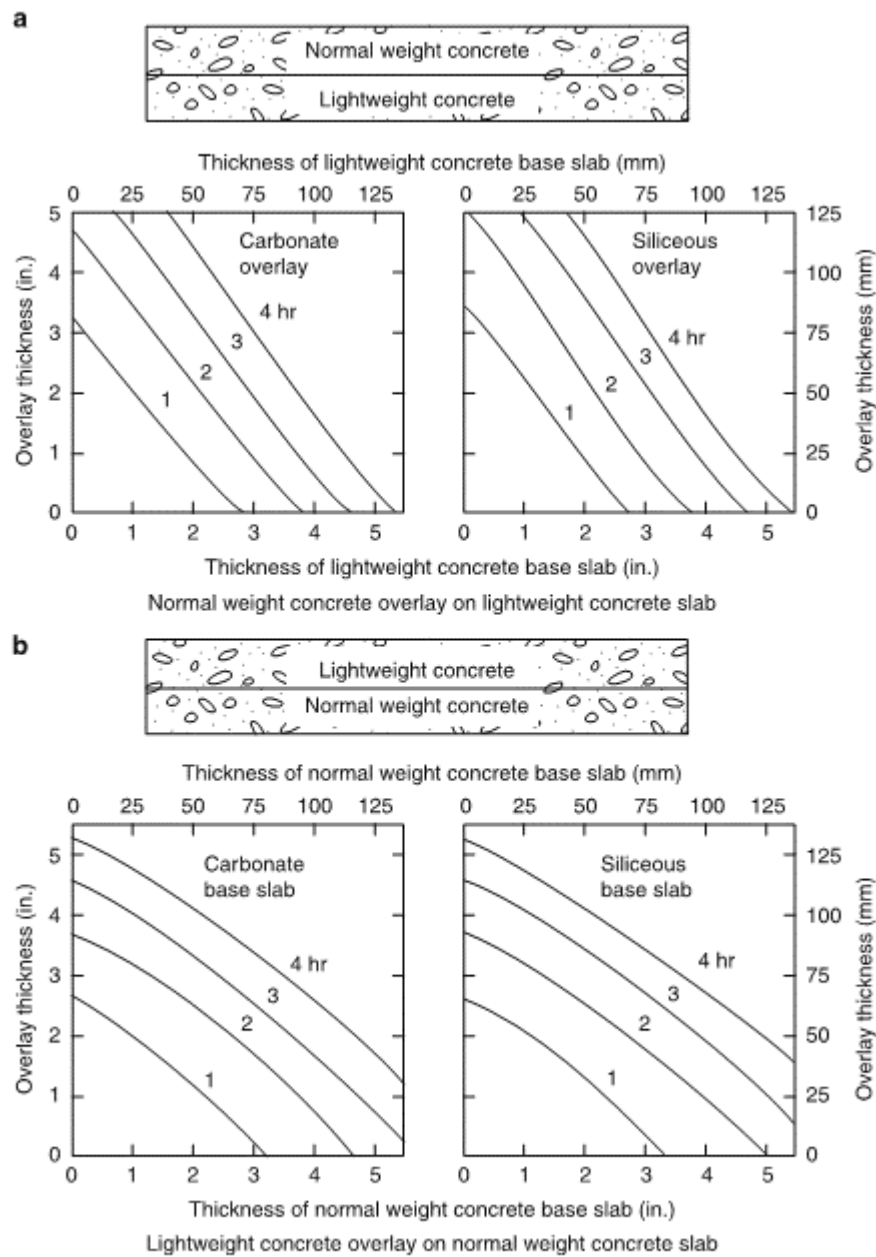 a
Normal weight concrete
Lightweight concrete
Thickness of lightweight concrete base slab (mm)
0 25 50 75 100 125
0 25 50 75 100 125
Overlay thickness (in.)
5
4
3
2
1
0
Carbonate
overlay
4 hr
3
2
1
Siliceous
overlay
4 hr
3
2
1
125
100
75
50
25
0
Overlay thickness (mm)
0 1 2 3 4 5
0 1 2 3 4 5
Thickness of lightweight concrete base slab (in.)
Normal weight concrete overlay on lightweight concrete slab
b
Lightweight concrete
Normal weight concrete
Thickness of normal weight concrete base slab (mm)
0 25 50 75 100 125
0 25 50 75 100 125
Overlay thickness (in.)
5
4
3
2
1
0
Carbonate
base slab
4 hr
3
2
1
Siliceous
base slab
4 hr
3
2
1
125
100
75
50
25
0
Overlay thickness (mm)
0 1 2 3 4 5
0 1 2 3 4 5
Thickness of normal weight concrete base slab (in.)
Lightweight concrete overlay on normal weight concrete slab